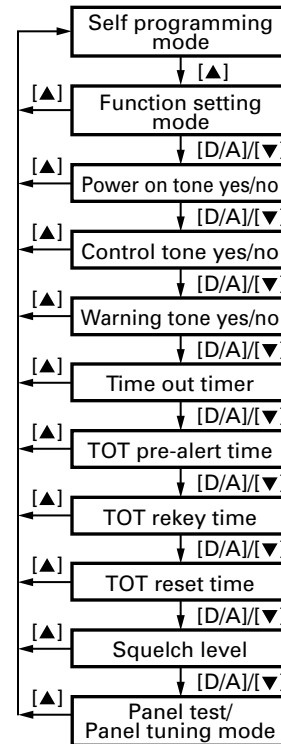 Self programming
mode
[▲]
[▲]
Function setting
mode
[D/A]/[▼]
[▲]
Power on tone yes/no
[D/A]/[▼]
[▲]
Control tone yes/no
[D/A]/[▼]
[▲]
Warning tone yes/no
[D/A]/[▼]
[▲]
Time out timer
[D/A]/[▼]
[▲]
TOT pre-alert time
[D/A]/[▼]
[▲]
TOT rekey time
[D/A]/[▼]
[▲]
TOT reset time
[D/A]/[▼]
[▲]
Squelch level
[D/A]/[▼]
[▲]
Panel test/
Panel tuning mode